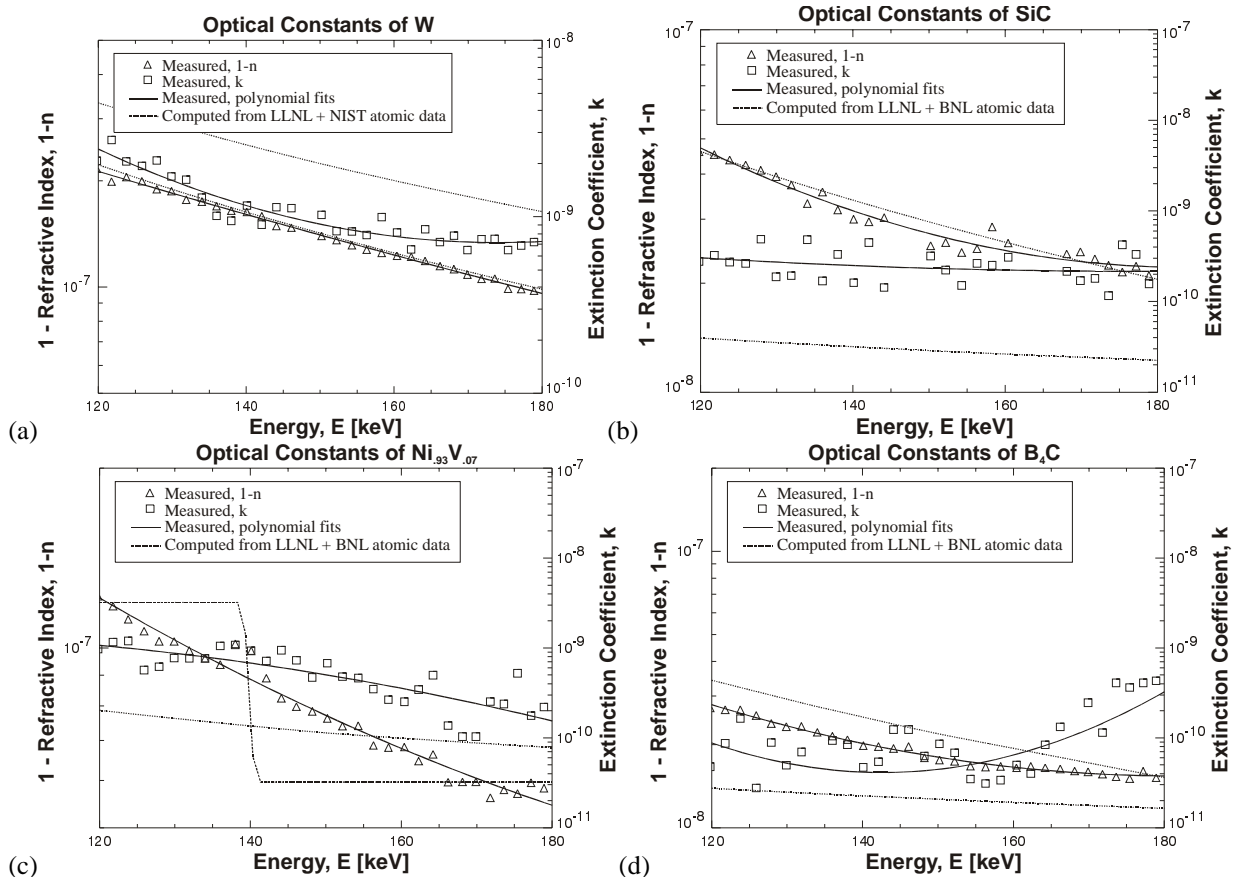 Optical Constants of W
Measured, 1-n
Measured, k
Measured, polynomial fits
Computed from LLNL + NIST atomic data
1 - Refractive Index, 1-n
10⁻⁷
Extinction Coefficient, k
10⁻⁸
10⁻⁹
10⁻¹⁰
120 140 160 180
Energy, E [keV]
(a)
Optical Constants of SiC
Measured, 1-n
Measured, k
Measured, polynomial fits
Computed from LLNL + BNL atomic data
1 - Refractive Index, 1-n
10⁻⁷
10⁻⁸
Extinction Coefficient, k
10⁻⁷
10⁻⁸
10⁻⁹
10⁻¹⁰
10⁻¹¹
120 140 160 180
Energy, E [keV]
(b)
Optical Constants of Ni.₉₃V.₀₇
Measured, 1-n
Measured, k
Measured, polynomial fits
Computed from LLNL + BNL atomic data
1 - Refractive Index, 1-n
10⁻⁷
Extinction Coefficient, k
10⁻⁷
10⁻⁸
10⁻⁹
10⁻¹⁰
10⁻¹¹
120 140 160 180
Energy, E [keV]
(c)
Optical Constants of B₄C
Measured, 1-n
Measured, k
Measured, polynomial fits
Computed from LLNL + BNL atomic data
1 - Refractive Index, 1-n
10⁻⁷
10⁻⁸
Extinction Coefficient, k
10⁻⁷
10⁻⁸
10⁻⁹
10⁻¹⁰
10⁻¹¹
120 140 160 180
Energy, E [keV]
(d)